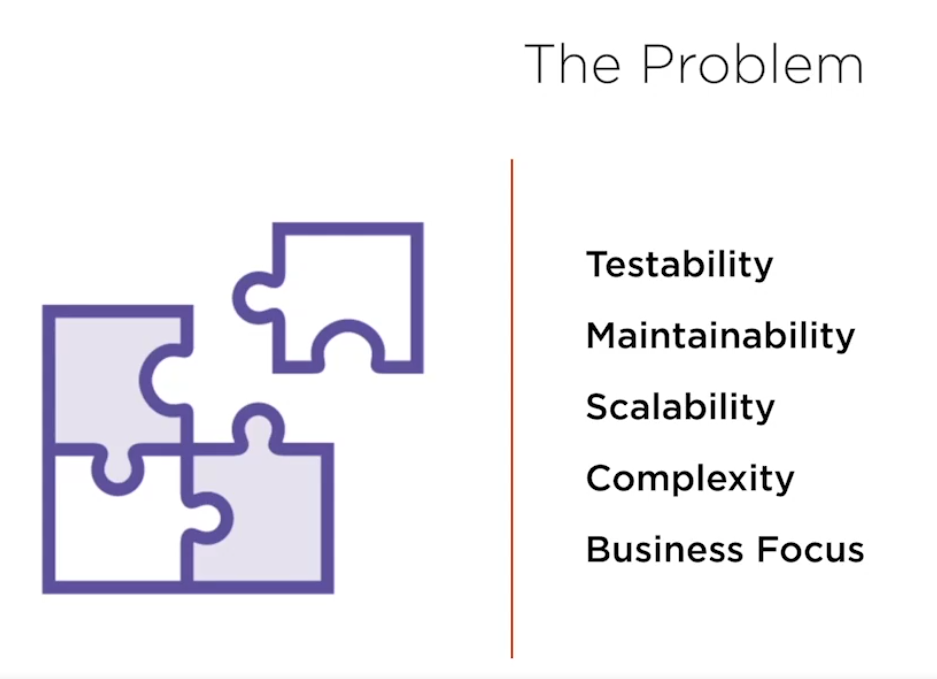 The Problem
Testability
Maintainability
Scalability
Complexity
Business Focus